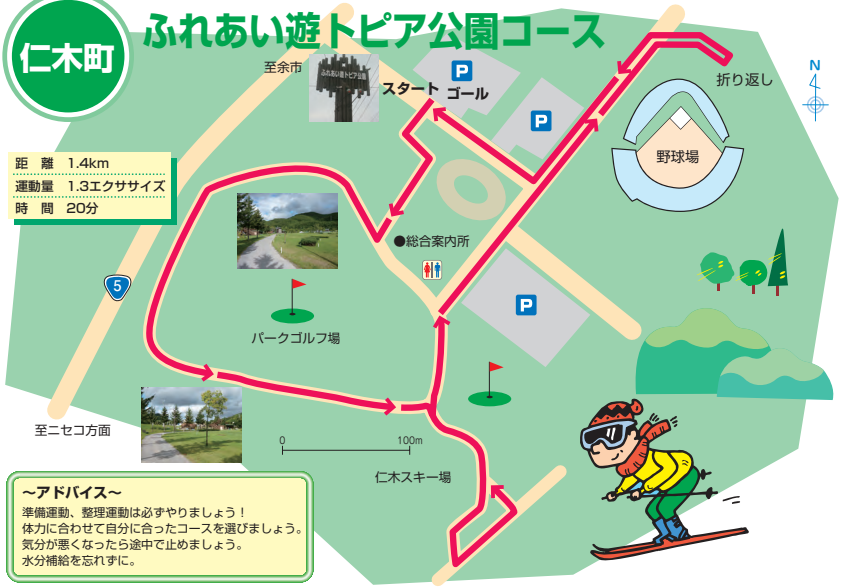 仁木町
ふれあい遊トピア公園コース
至余市
ふれあい遊トピア公園
スタート ゴール
P
P
折り返し
N
野球場
距 離 1.4km
運動量 1.3エクササイズ
時 間 20分
●総合案内所
5
P
パークゴルフ場
至ニセコ方面
0 100m
仁木スキー場
～アドバイス～
準備運動、整理運動は必ずやりましょう！
体力に合わせて自分に合ったコースを選びましょう。
気分が悪くなったら途中で止めましょう。
水分補給を忘れずに。